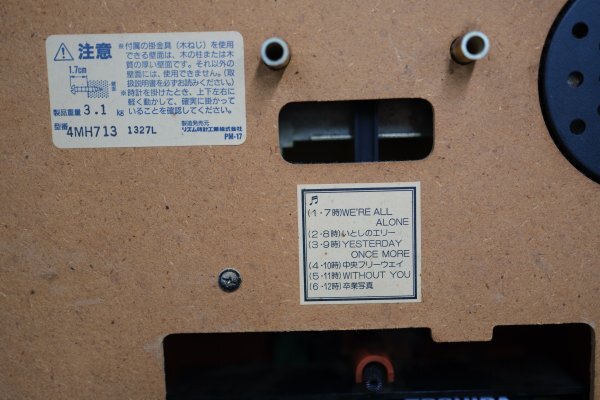 注意
※付属の掛金具（木ねじ）を使用
できる壁面は、木の柱または木
質の厚い壁面です。それ以外の
壁面には、使用できません。（取
扱説明書を必ずお読みください）
※時計を掛けたとき、上下左右に
軽く動かして、確実に掛かって
いることを確認してください。
1.7cm
壁面
製品重量 3.1 kg
型番 4MH713 1327L
製造発売元
リズム時計工業株式会社
PM-17
♬
(1・7時)WE'RE ALL
ALONE
(2・8時)いとしのエリー
(3・9時)YESTERDAY
ONCE MORE
(4・10時)中央フリーウェイ
(5・11時)WITHOUT YOU
(6・12時)卒業写真
TOSHIBA